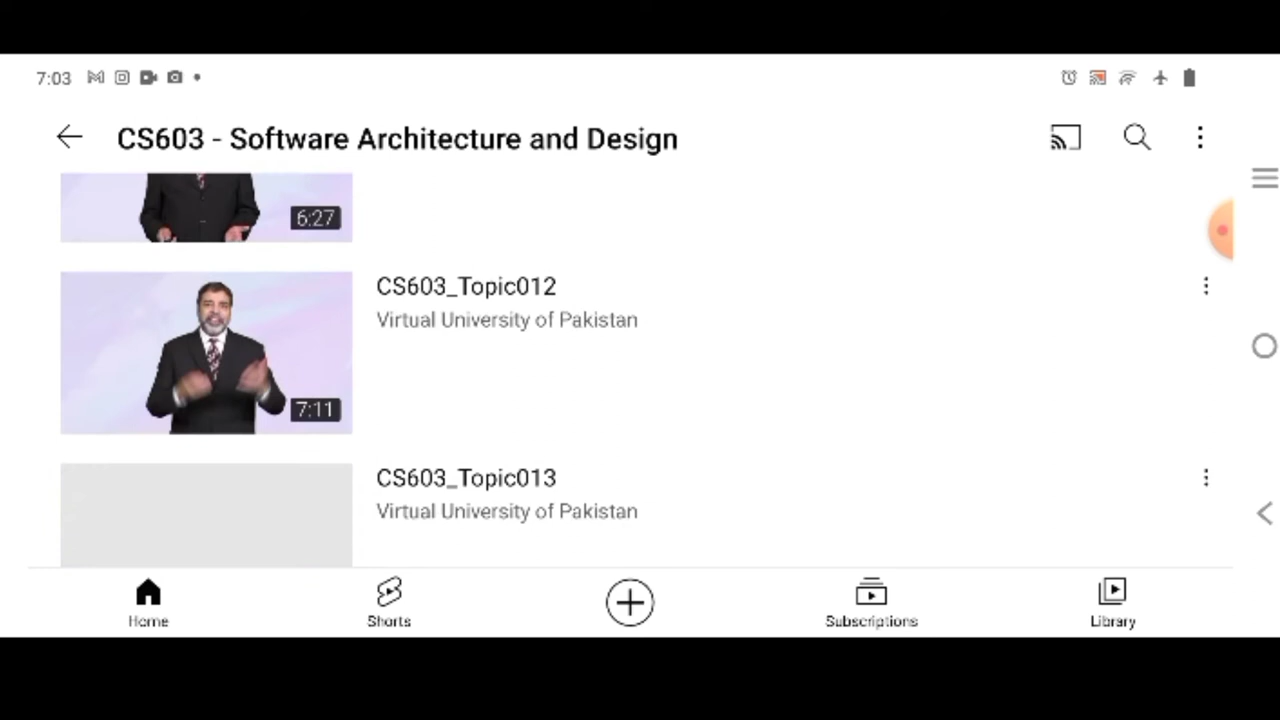 7:03
CS603 - Software Architecture and Design
6:27
CS603_Topic012
Virtual University of Pakistan
7:11
CS603_Topic013
Virtual University of Pakistan
Home
Shorts
Subscriptions
Library